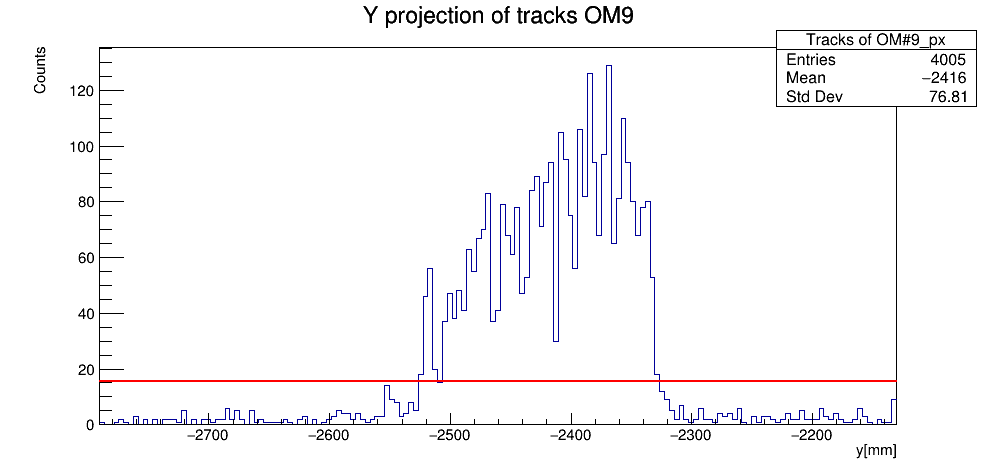 Y projection of tracks OM9
Tracks of OM#9_px
Entries 4005
Mean −2416
Std Dev 76.81
Counts
120
100
80
60
40
20
0
−2700 −2600 −2500 −2400 −2300 −2200
y[mm]